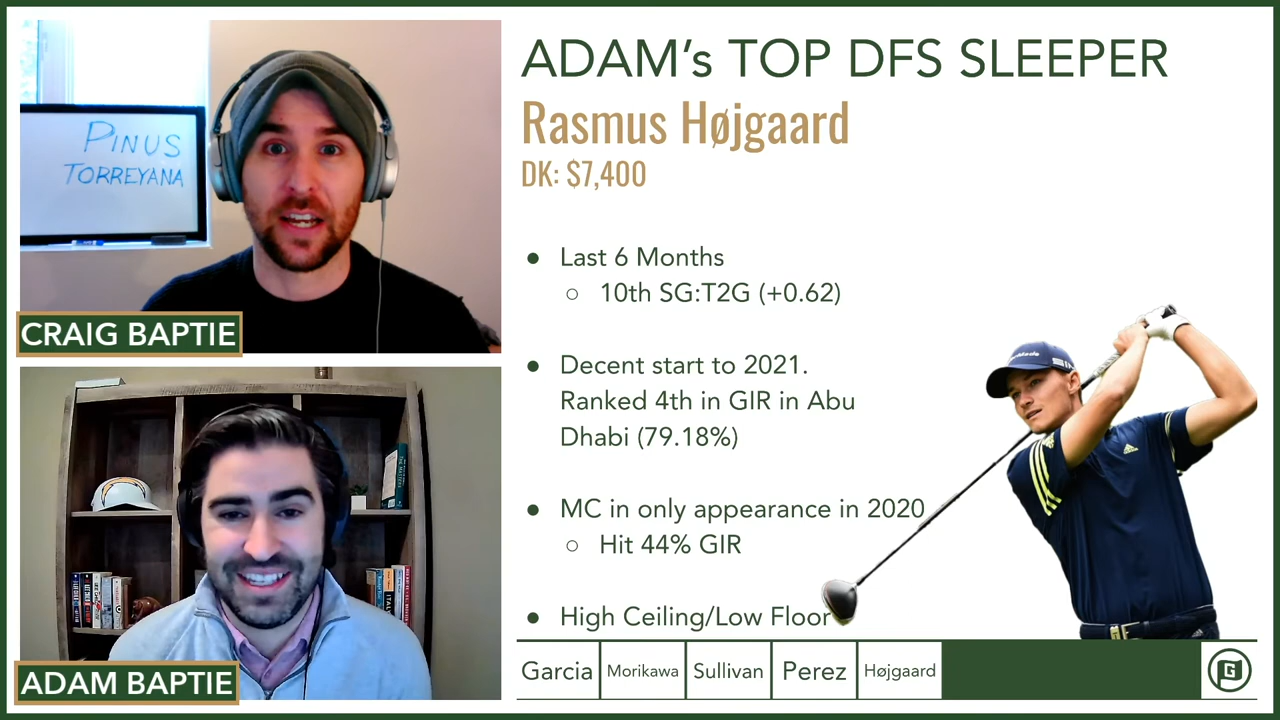 PINUS
TORREYANA
CRAIG BAPTIE
ADAM BAPTIE
ADAM's TOP DFS SLEEPER
Rasmus Højgaard
DK: $7,400
● Last 6 Months
○ 10th SG:T2G (+0.62)
● Decent start to 2021.
Ranked 4th in GIR in Abu
Dhabi (79.18%)
● MC in only appearance in 2020
○ Hit 44% GIR
● High Ceiling/Low Floor
Garcia Morikawa Sullivan Perez Højgaard
G